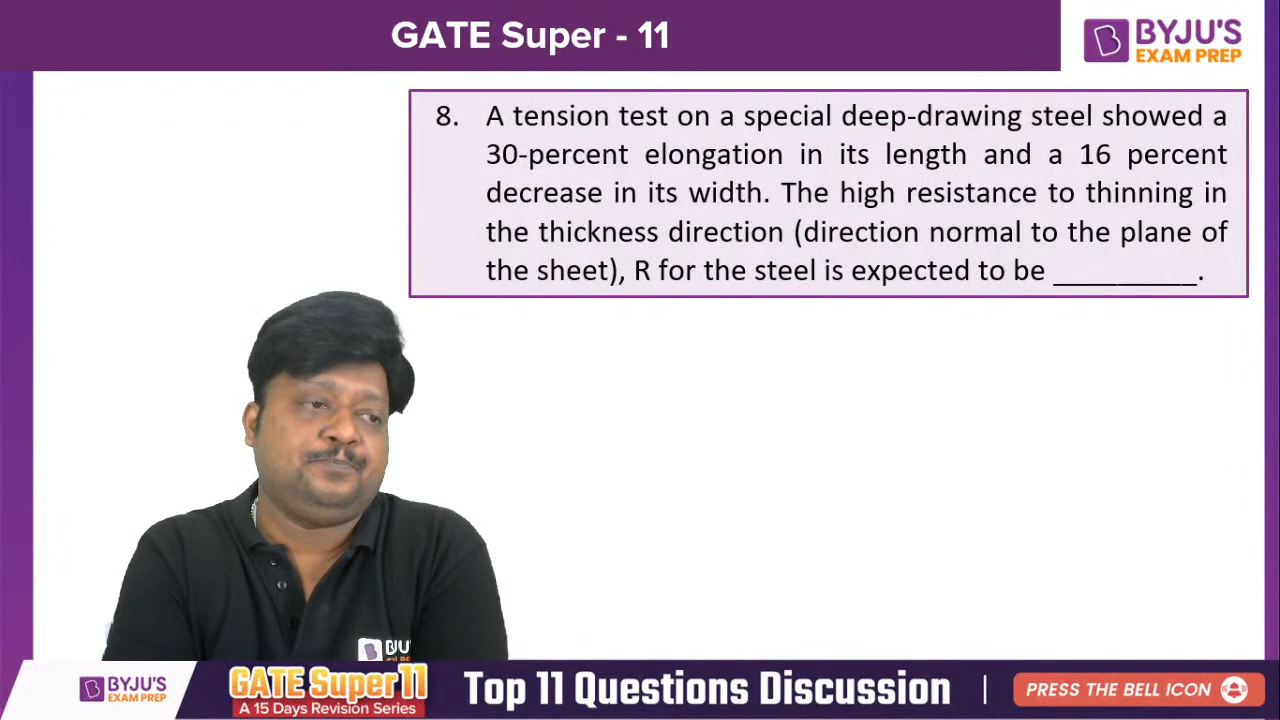 GATE Super - 11
BYJU'S
EXAM PREP
8. A tension test on a special deep-drawing steel showed a
30-percent elongation in its length and a 16 percent
decrease in its width. The high resistance to thinning in
the thickness direction (direction normal to the plane of
the sheet), R for the steel is expected to be _________.
BYJU'S
EXAM PREP
GATE Super 11
A 15 Days Revision Series
Top 11 Questions Discussion
PRESS THE BELL ICON